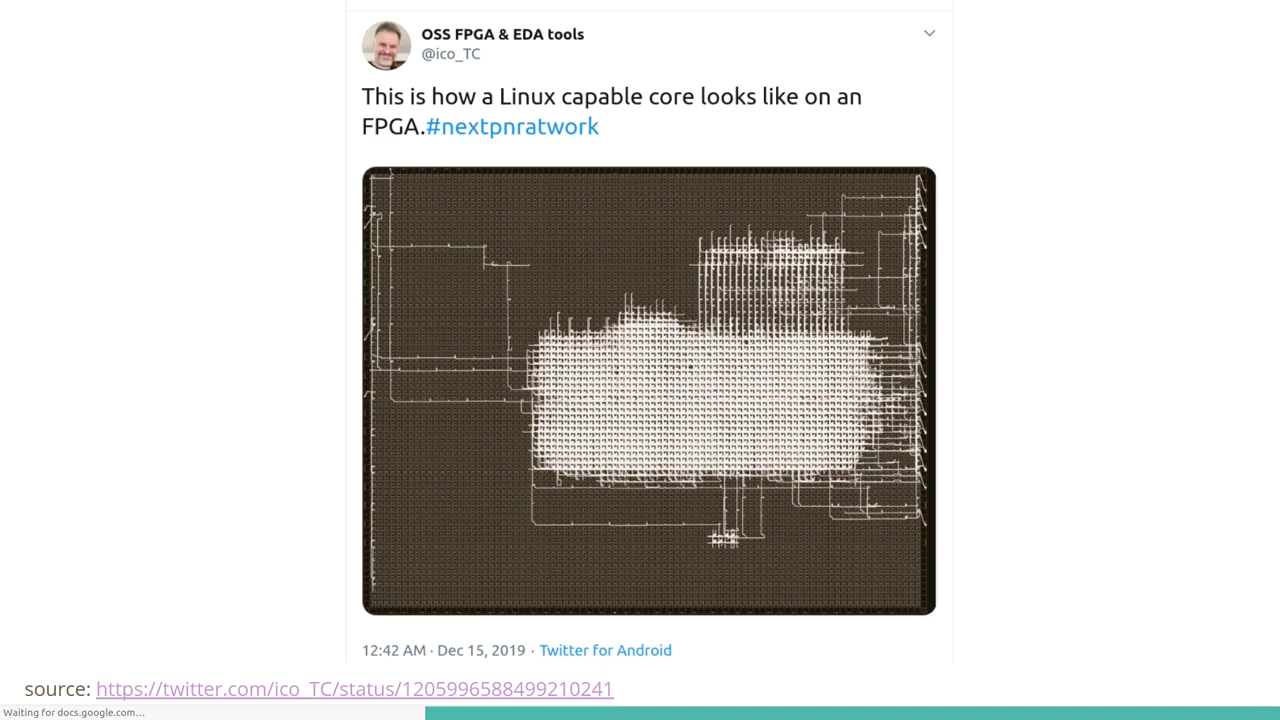 OSS FPGA & EDA tools
@ico_TC
This is how a Linux capable core looks like on an
FPGA.#nextpnratwork
12:42 AM · Dec 15, 2019 · Twitter for Android
source: https://twitter.com/ico_TC/status/1205996588499210241
Waiting for docs.google.com...